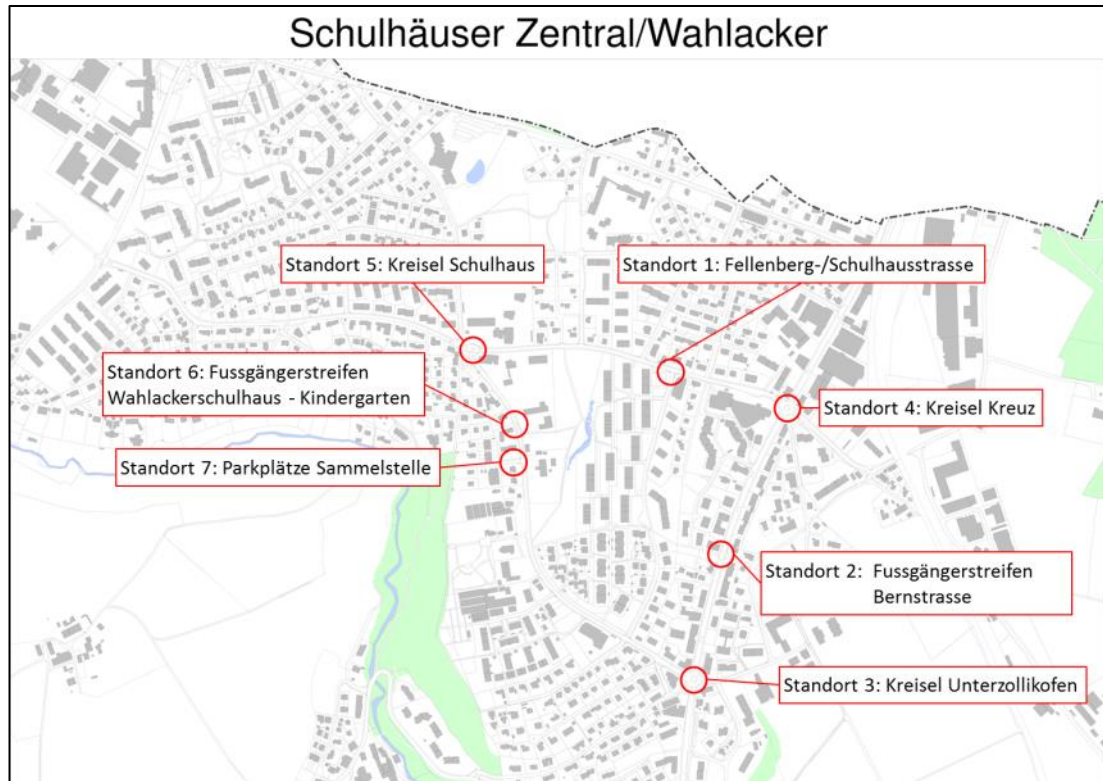 Schulhäuser Zentral/Wahlacker
Standort 5: Kreisel Schulhaus
Standort 1: Fellenberg-/Schulhausstrasse
Standort 6: Fussgängerstreifen
Wahlackerschulhaus - Kindergarten
Standort 4: Kreisel Kreuz
Standort 7: Parkplätze Sammelstelle
Standort 2: Fussgängerstreifen
Bernstrasse
Standort 3: Kreisel Unterzollikofen